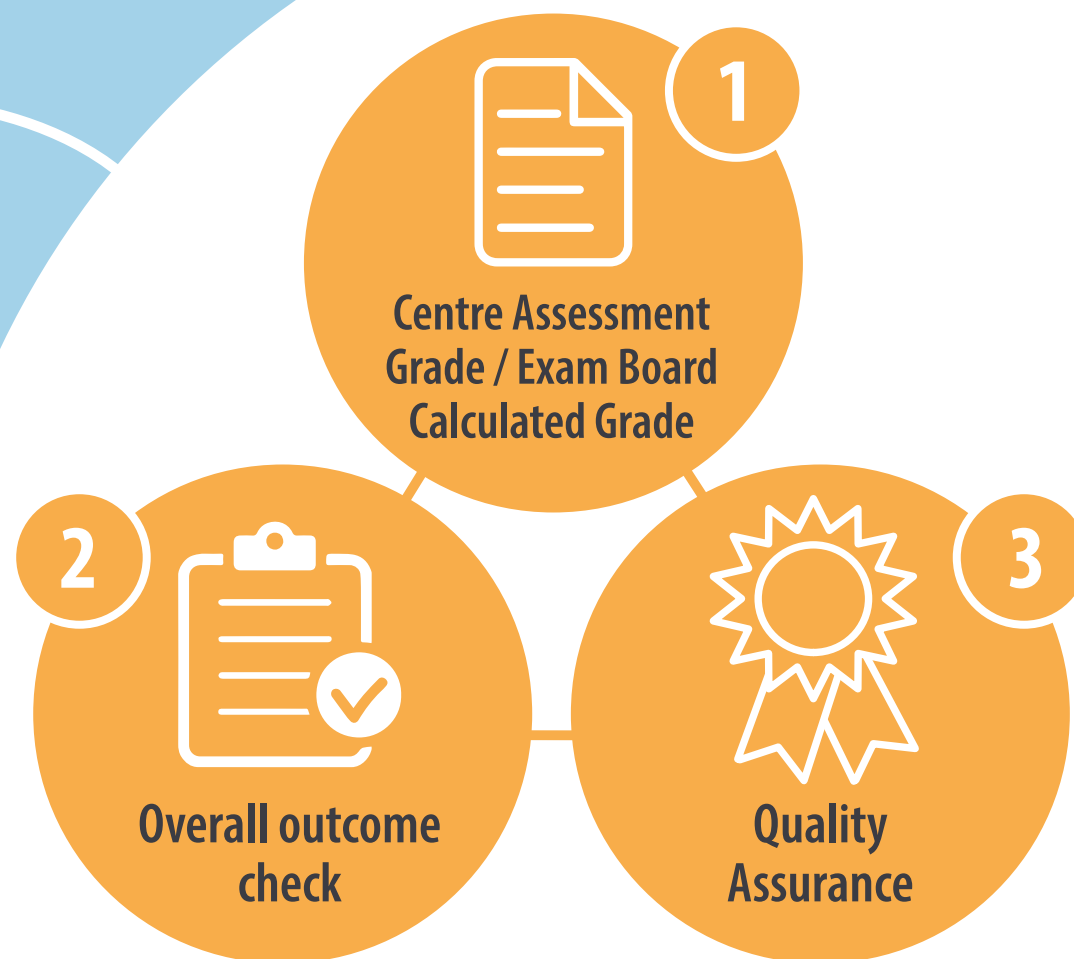 1
Centre Assessment
Grade / Exam Board
Calculated Grade
2
Overall outcome
check
3
Quality
Assurance